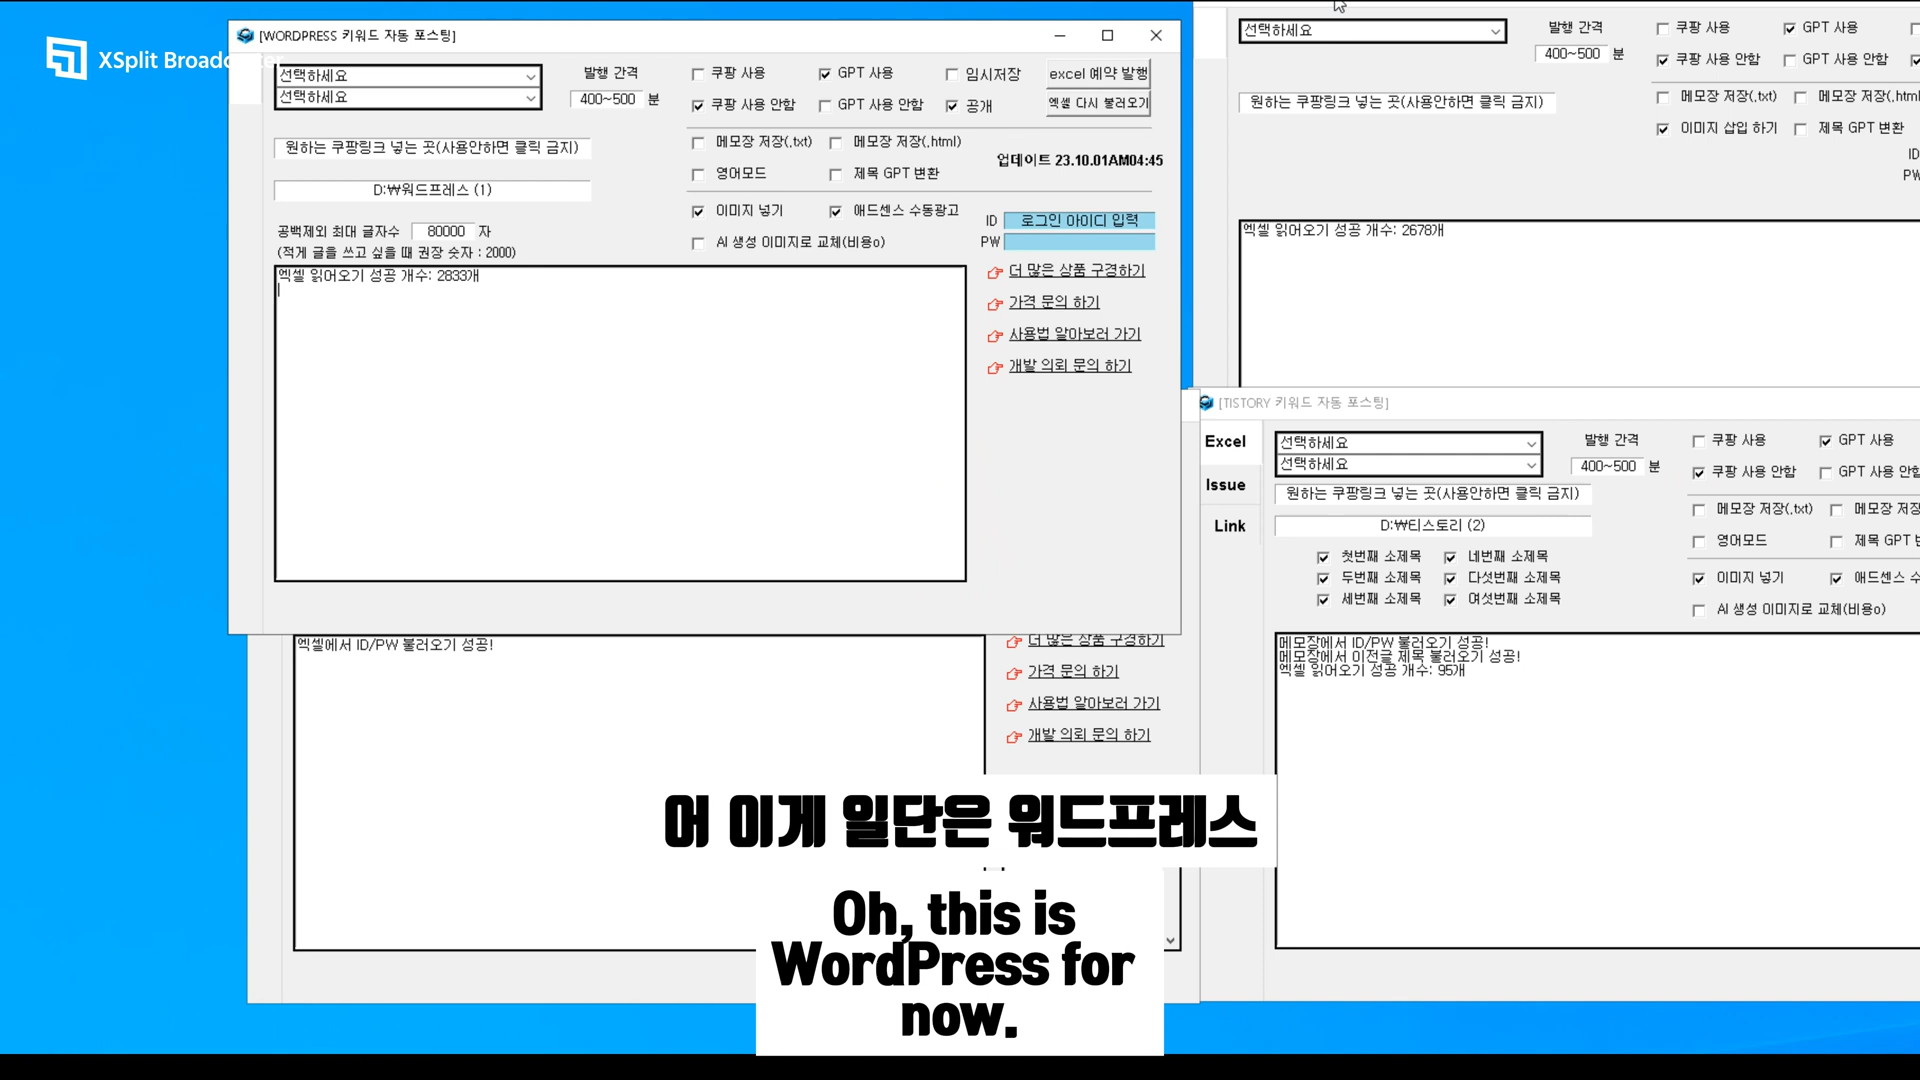 XSplit Broadc
[WORDPRESS 키워드 자동 포스팅]
선택하세요
선택하세요
발행 간격
400~500 분
쿠팡 사용
GPT 사용
임시저장
excel 예약 발행
쿠팡 사용 안함
GPT 사용 안함
공개
엑셀 다시 불러오기
원하는 쿠팡링크 넣는 곳(사용안하면 클릭 금지)
메모장 저장(.txt)
메모장 저장(.html)
업데이트 23.10.01AM04:45
영어모드
제목 GPT 변환
D:₩워드프레스 (1)
이미지 넣기
애드센스 수동광고
ID 로그인 아이디 입력
공백제외 최대 글자수 80000 자
AI 생성 이미지로 교체(비용o)
PW
(적게 글을 쓰고 싶을 때 권장 숫자 : 2000)
엑셀 읽어오기 성공 개수: 2833개
더 많은 상품 구경하기
가격 문의 하기
사용법 알아보러 가기
개발 의뢰 문의 하기
선택하세요
발행 간격
400~500 분
쿠팡 사용
GPT 사용
쿠팡 사용 안함
GPT 사용 안함
원하는 쿠팡링크 넣는 곳(사용안하면 클릭 금지)
메모장 저장(.txt)
메모장 저장(.html
이미지 삽입 하기
제목 GPT 변환
ID
PW
엑셀 읽어오기 성공 개수: 2678개
[TISTORY 키워드 자동 포스팅]
Excel
Issue
Link
선택하세요
선택하세요
발행 간격
400~500 분
쿠팡 사용
GPT 사용
쿠팡 사용 안함
GPT 사용 안함
원하는 쿠팡링크 넣는 곳(사용안하면 클릭 금지)
메모장 저장(.txt)
메모장 저장
D:₩티스토리 (2)
영어모드
제목 GPT
첫번째 소제목
네번째 소제목
두번째 소제목
다섯번째 소제목
이미지 넣기
애드센스 수
세번째 소제목
여섯번째 소제목
AI 생성 이미지로 교체(비용o)
메모장에서 ID/PW 불러오기 성공!
메모장에서 이전글 제목 불러오기 성공!
엑셀 읽어오기 성공 개수: 95개
엑셀에서 ID/PW 불러오기 성공!
더 많은 상품 구경하기
가격 문의 하기
사용법 알아보러 가기
개발 의뢰 문의 하기
어 이게 일단은 워드프레스
Oh, this is
WordPress for
now.